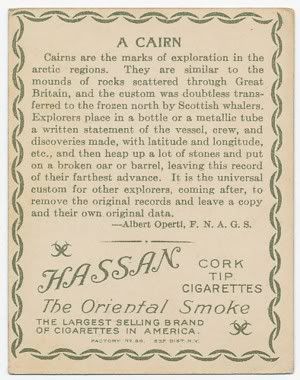 A CAIRN
Cairns are the marks of exploration in the
arctic regions. They are similar to the
mounds of rocks scattered through Great
Britain, and the custom was doubtless trans-
ferred to the frozen north by Scottish whalers.
Explorers place in a bottle or a metallic tube
a written statement of the vessel, crew, and
discoveries made, with latitude and longitude,
etc., and then heap up a lot of stones and put
on a broken oar or barrel, leaving this record
of their farthest advance. It is the universal
custom for other explorers, coming after, to
remove the original records and leave a copy
and their own original data.
—Albert Operti, F. N. A. G. S.
HASSAN
CORK
TIP
CIGARETTES
The Oriental Smoke
THE LARGEST SELLING BRAND
OF CIGARETTES IN AMERICA.
FACTORY NO. DIST. N.Y.